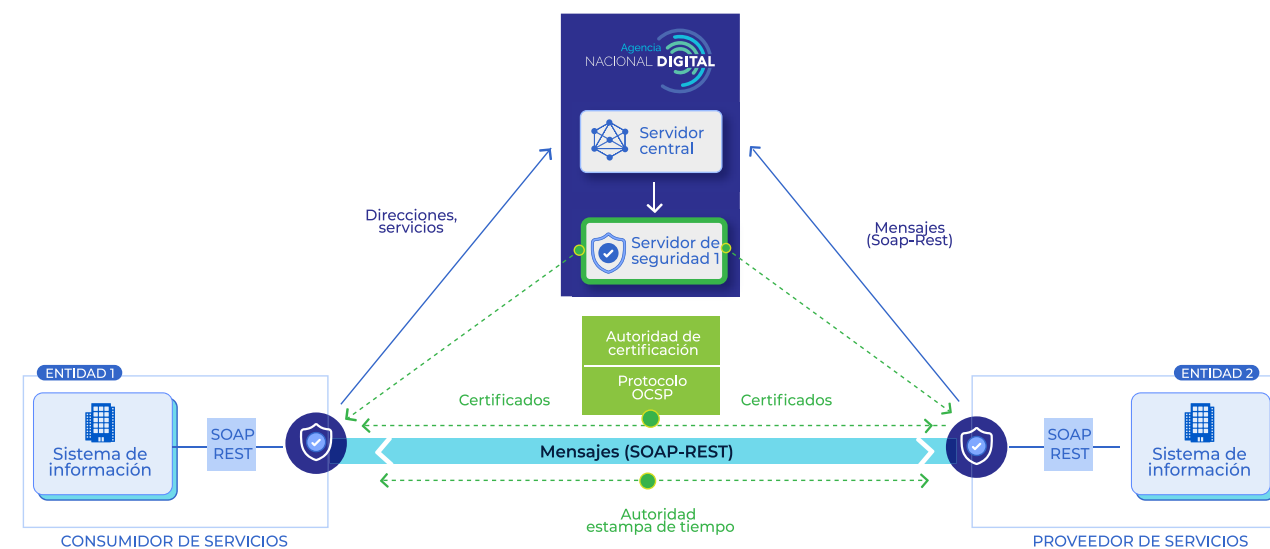 Agencia
NACIONAL DIGITAL
Servidor
central
Direcciones,
servicios
Mensajes
(Soap-Rest)
Servidor de
seguridad 1
Autoridad de
certificación
Protocolo
OCSP
ENTIDAD 1
ENTIDAD 2
Certificados
Certificados
SOAP
REST
Sistema de
información
Mensajes (SOAP-REST)
SOAP
REST
Sistema de
información
Autoridad
estampa de tiempo
CONSUMIDOR DE SERVICIOS
PROVEEDOR DE SERVICIOS